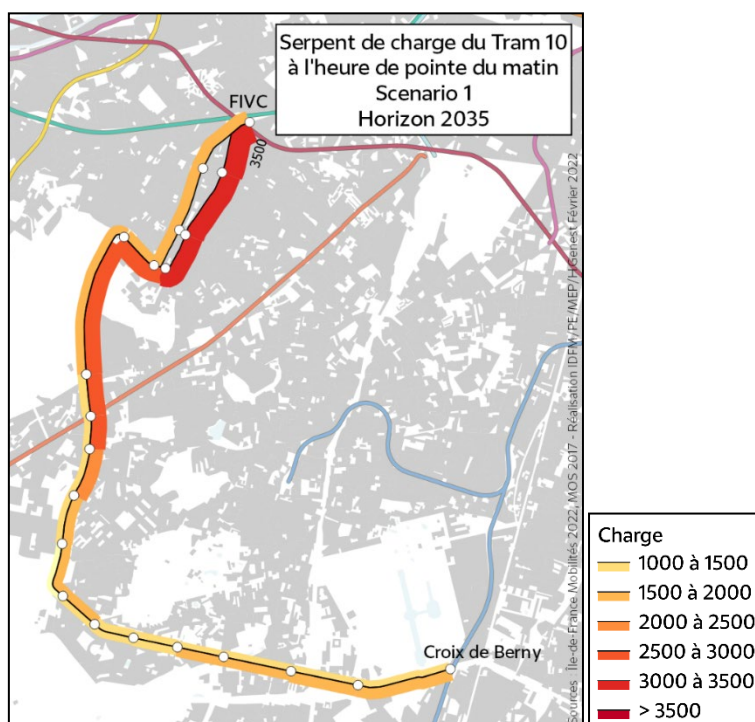 Serpent de charge du Tram 10
à l'heure de pointe du matin
Scenario 1
Horizon 2035
FIVC
3500
Croix de Berny
Sources : Île-de-France Mobilités 2022, MOS 2017 - Réalisation IDFM/PE/MEP/HGenest Février 2022
Charge
1000 à 1500
1500 à 2000
2000 à 2500
2500 à 3000
3000 à 3500
> 3500